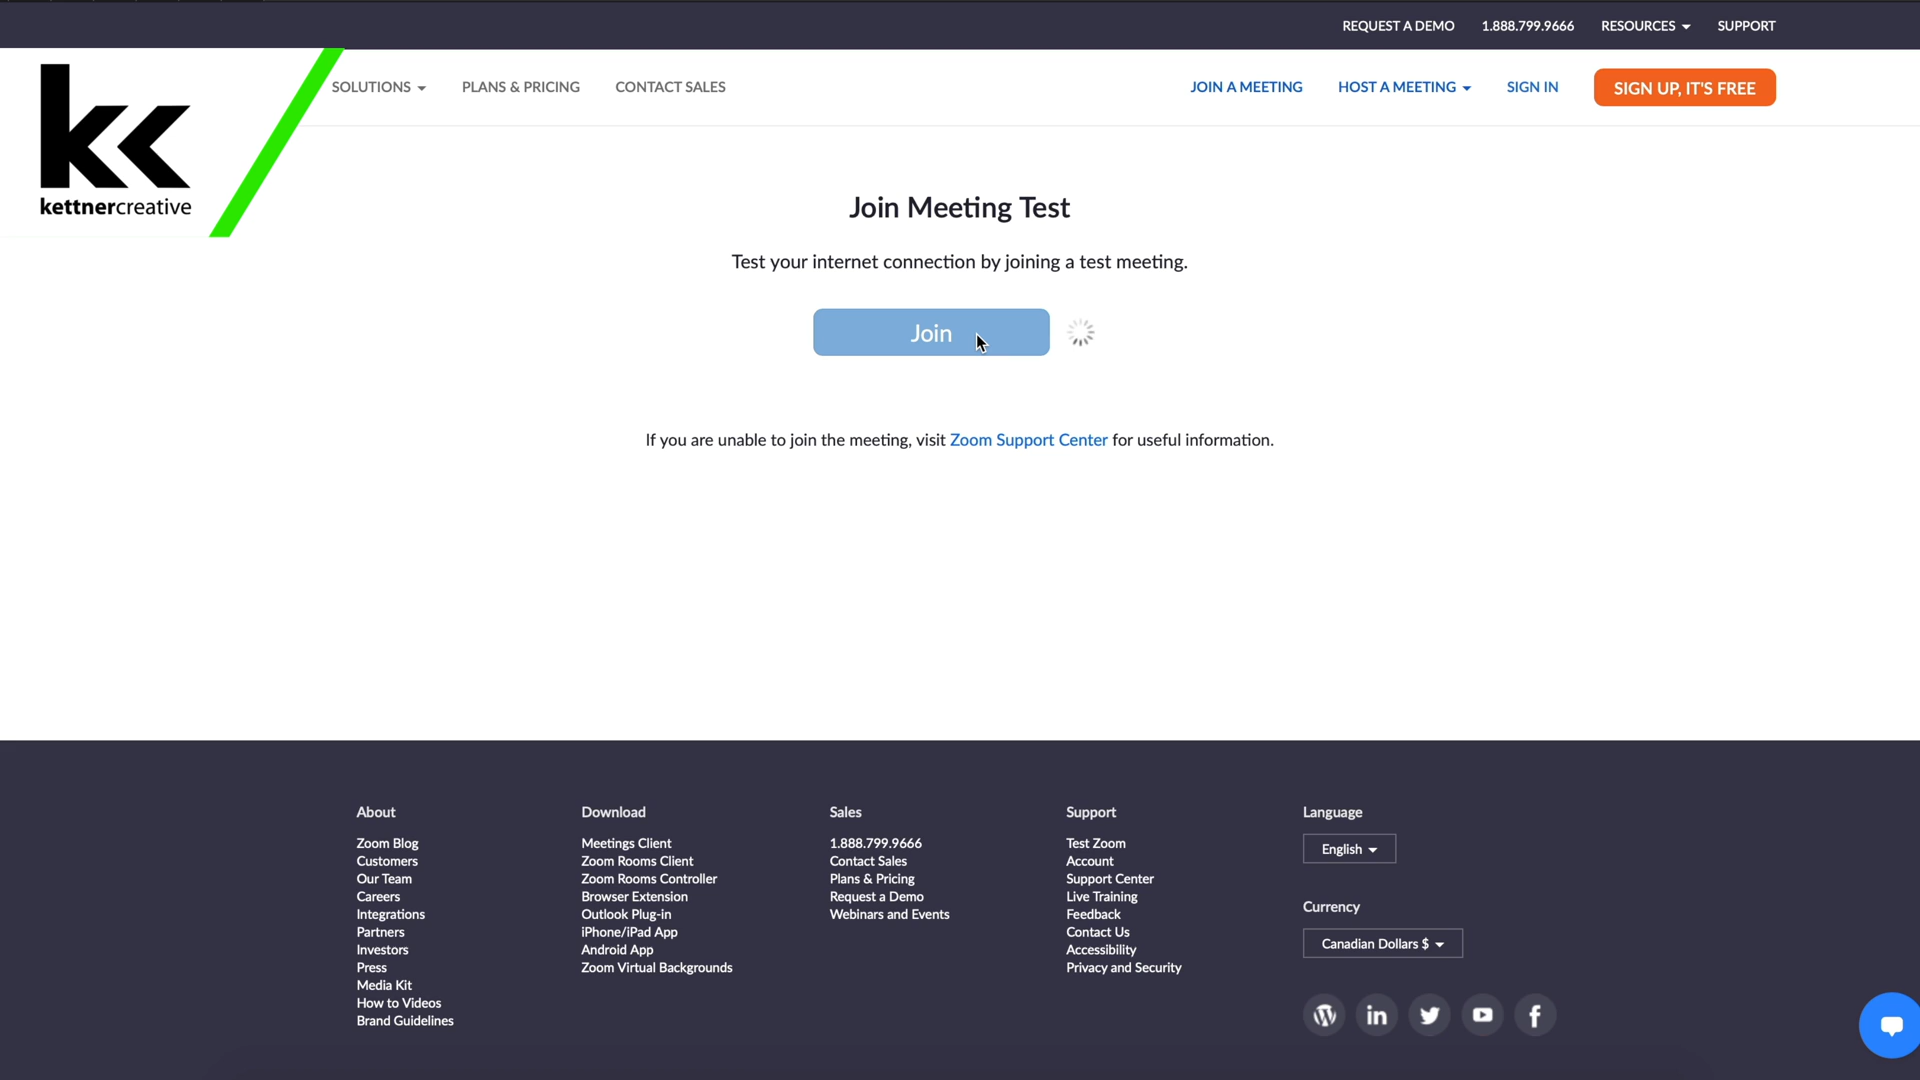 REQUEST A DEMO 1.888.799.9666 RESOURCES SUPPORT
SOLUTIONS PLANS & PRICING CONTACT SALES JOIN A MEETING HOST A MEETING SIGN IN SIGN UP, IT'S FREE
kettnercreative
Join Meeting Test
Test your internet connection by joining a test meeting.
Join
If you are unable to join the meeting, visit Zoom Support Center for useful information.
About
Zoom Blog
Customers
Our Team
Careers
Integrations
Partners
Investors
Press
Media Kit
How to Videos
Brand Guidelines
Download
Meetings Client
Zoom Rooms Client
Zoom Rooms Controller
Browser Extension
Outlook Plug-in
iPhone/iPad App
Android App
Zoom Virtual Backgrounds
Sales
1.888.799.9666
Contact Sales
Plans & Pricing
Request a Demo
Webinars and Events
Support
Test Zoom
Account
Support Center
Live Training
Feedback
Contact Us
Accessibility
Privacy and Security
Language
English
Currency
Canadian Dollars $